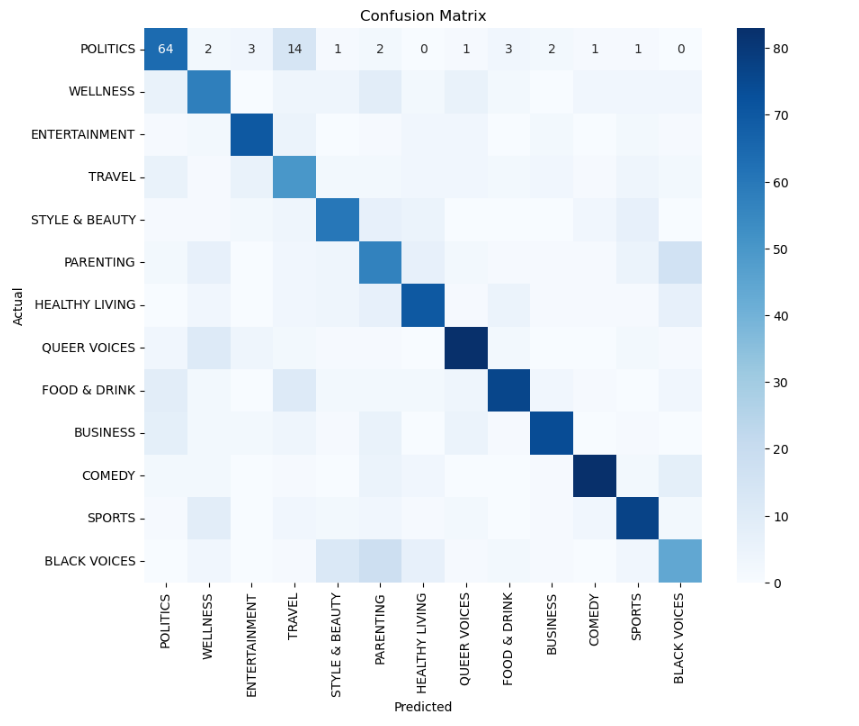 Confusion Matrix
POLITICS 64 2 3 14 1 2 0 1 3 2 1 1 0
WELLNESS
ENTERTAINMENT
TRAVEL
STYLE & BEAUTY
PARENTING
HEALTHY LIVING
QUEER VOICES
FOOD & DRINK
BUSINESS
COMEDY
SPORTS
BLACK VOICES
Actual
POLITICS
WELLNESS
ENTERTAINMENT
TRAVEL
STYLE & BEAUTY
PARENTING
HEALTHY LIVING
QUEER VOICES
FOOD & DRINK
BUSINESS
COMEDY
SPORTS
BLACK VOICES
Predicted
80
70
60
50
40
30
20
10
0